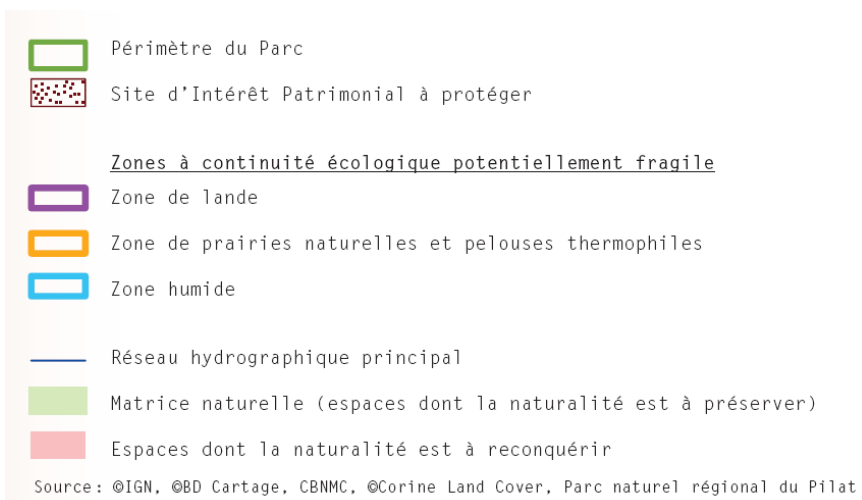 Périmètre du Parc
Site d'Intérêt Patrimonial à protéger
Zones à continuité écologique potentiellement fragile
Zone de lande
Zone de prairies naturelles et pelouses thermophiles
Zone humide
Réseau hydrographique principal
Matrice naturelle (espaces dont la naturalité est à préserver)
Espaces dont la naturalité est à reconquérir
Source: ©IGN, ©BD Cartage, CBNMC, ©Corine Land Cover, Parc naturel régional du Pilat